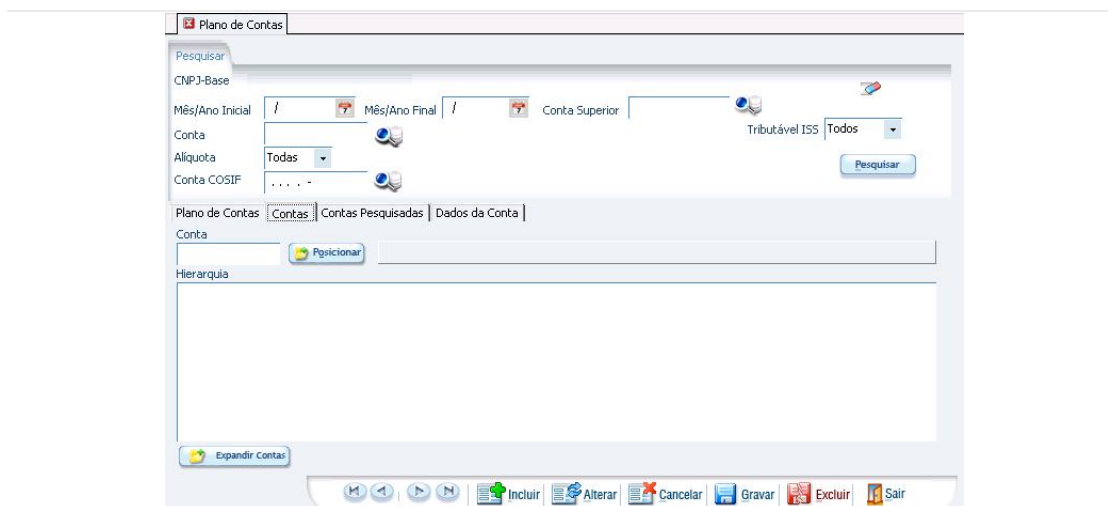 Plano de Contas
Pesquisar
CNPJ-Base
Mês/Ano Inicial / Mês/Ano Final / Conta Superior
Tributável ISS Todos
Conta
Alíquota Todas
Pesquisar
Conta COSIF . . . . -
Plano de Contas Contas Contas Pesquisadas Dados da Conta
Conta
Posicionar
Hierarquia
Expandir Contas
Incluir Alterar Cancelar Gravar Excluir Sair